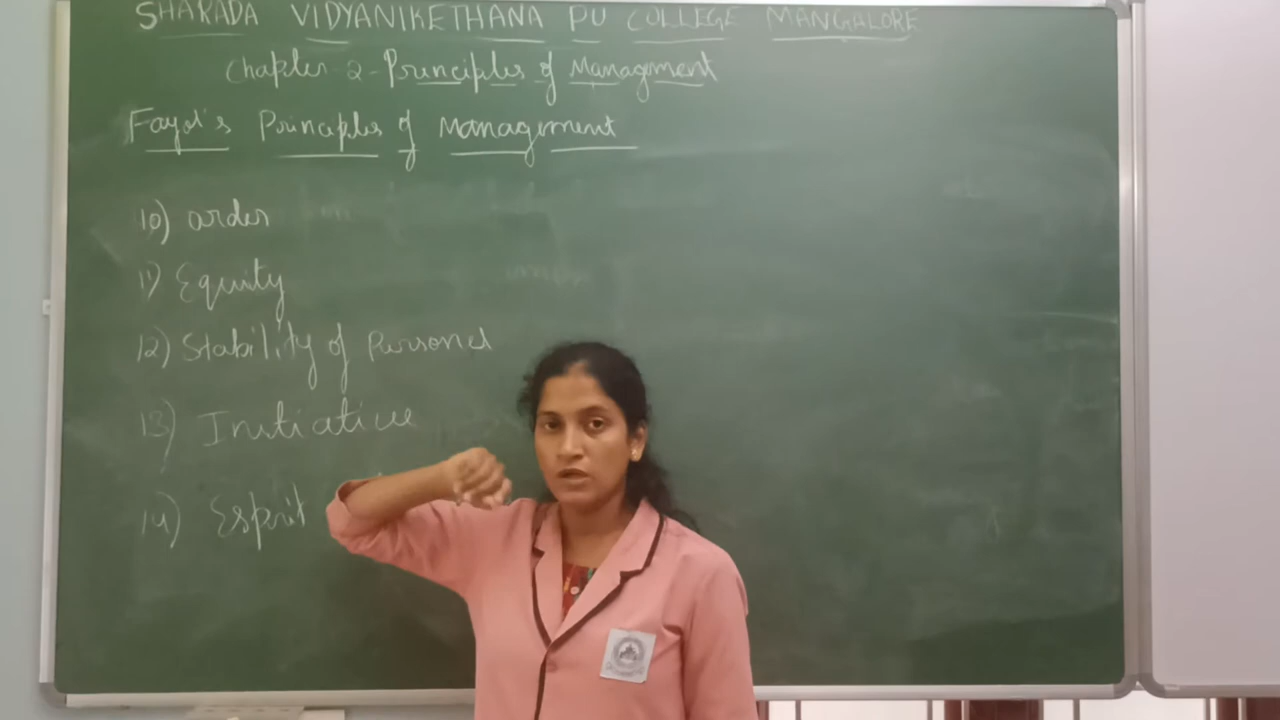 SHARADA VIDYANIKETHANA PU COLLEGE MANGALORE
Chapter-2-Principles of Management
Fayol's Principles of Management
10) order
11) Equity
12) Stability of Personel
13) Initiative
14) Esprit